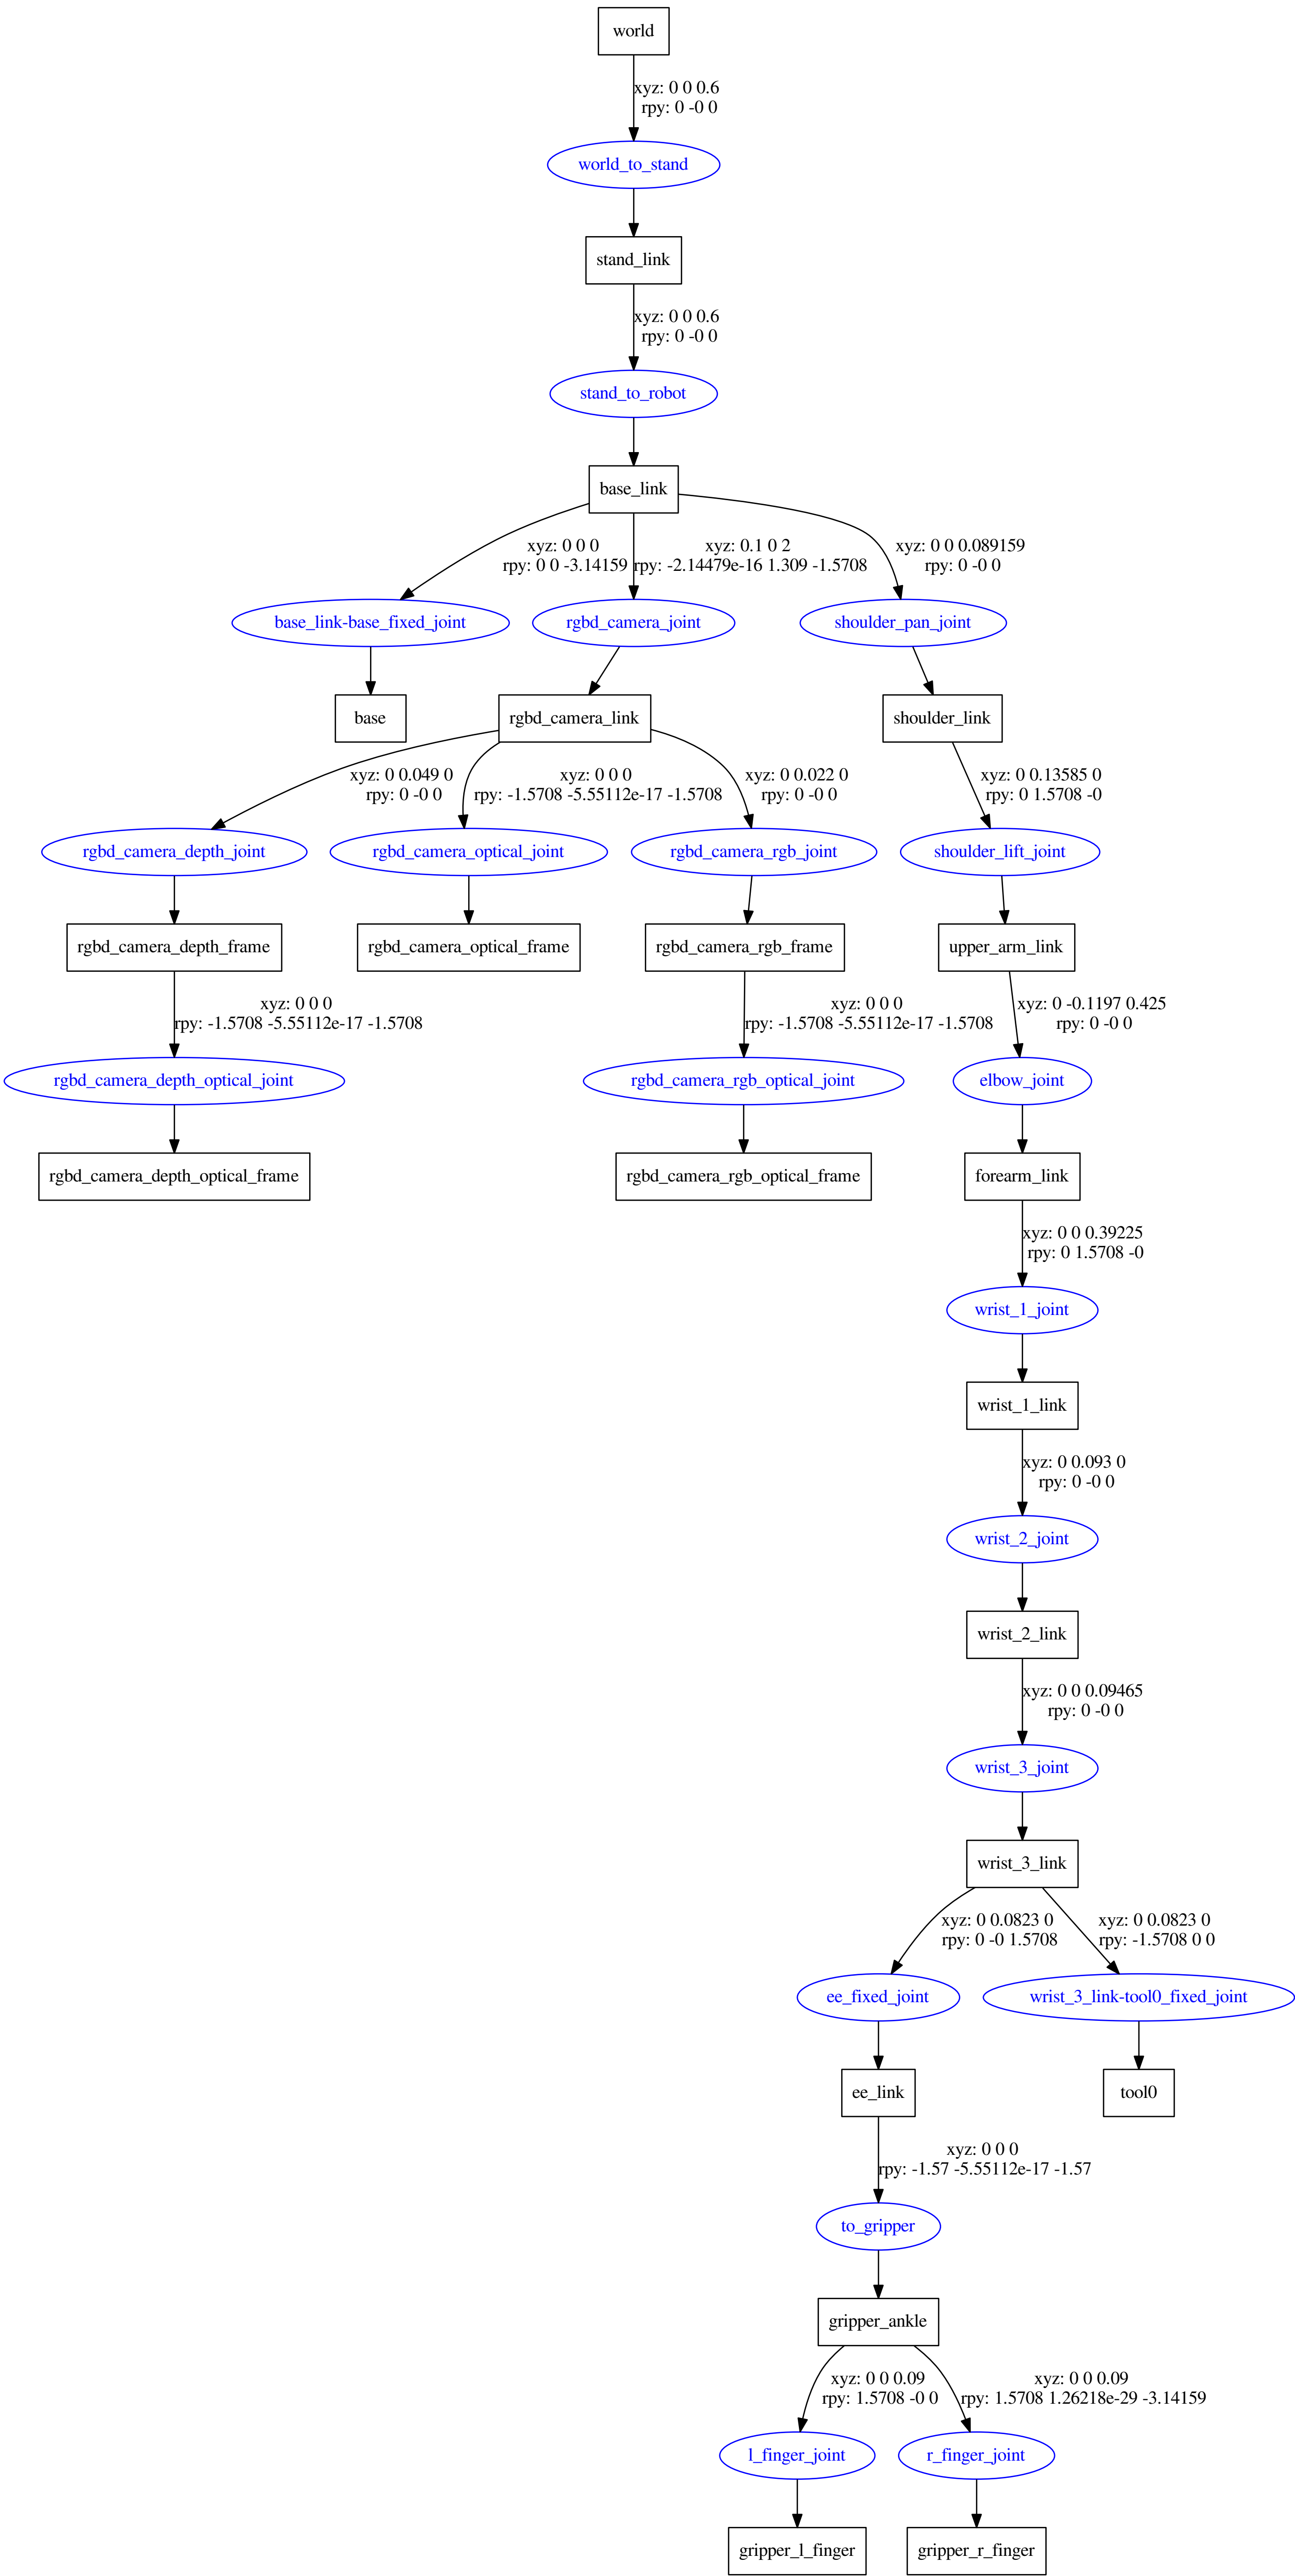 world
xyz: 0 0 0.6
rpy: 0 -0 0
world_to_stand
stand_link
xyz: 0 0 0.6
rpy: 0 -0 0
stand_to_robot
base_link
xyz: 0 0 0
rpy: 0 0 -3.14159
xyz: 0.1 0 2
rpy: -2.14479e-16 1.309 -1.5708
xyz: 0 0 0.089159
rpy: 0 -0 0
base_link-base_fixed_joint
rgbd_camera_joint
shoulder_pan_joint
base
rgbd_camera_link
shoulder_link
xyz: 0 0.049 0
rpy: 0 -0 0
xyz: 0 0 0
rpy: -1.5708 -5.55112e-17 -1.5708
xyz: 0 0.022 0
rpy: 0 -0 0
xyz: 0 0.13585 0
rpy: 0 1.5708 -0
rgbd_camera_depth_joint
rgbd_camera_optical_joint
rgbd_camera_rgb_joint
shoulder_lift_joint
rgbd_camera_depth_frame
rgbd_camera_optical_frame
rgbd_camera_rgb_frame
upper_arm_link
xyz: 0 0 0
rpy: -1.5708 -5.55112e-17 -1.5708
xyz: 0 0 0
rpy: -1.5708 -5.55112e-17 -1.5708
xyz: 0 -0.1197 0.425
rpy: 0 -0 0
rgbd_camera_depth_optical_joint
rgbd_camera_rgb_optical_joint
elbow_joint
rgbd_camera_depth_optical_frame
rgbd_camera_rgb_optical_frame
forearm_link
xyz: 0 0 0.39225
rpy: 0 1.5708 -0
wrist_1_joint
wrist_1_link
xyz: 0 0.093 0
rpy: 0 -0 0
wrist_2_joint
wrist_2_link
xyz: 0 0 0.09465
rpy: 0 -0 0
wrist_3_joint
wrist_3_link
xyz: 0 0.0823 0
rpy: 0 -0 1.5708
xyz: 0 0.0823 0
rpy: -1.5708 0 0
ee_fixed_joint
wrist_3_link-tool0_fixed_joint
ee_link
tool0
xyz: 0 0 0
rpy: -1.57 -5.55112e-17 -1.57
to_gripper
gripper_ankle
xyz: 0 0 0.09
rpy: 1.5708 -0 0
xyz: 0 0 0.09
rpy: 1.5708 1.26218e-29 -3.14159
l_finger_joint
r_finger_joint
gripper_l_finger
gripper_r_finger